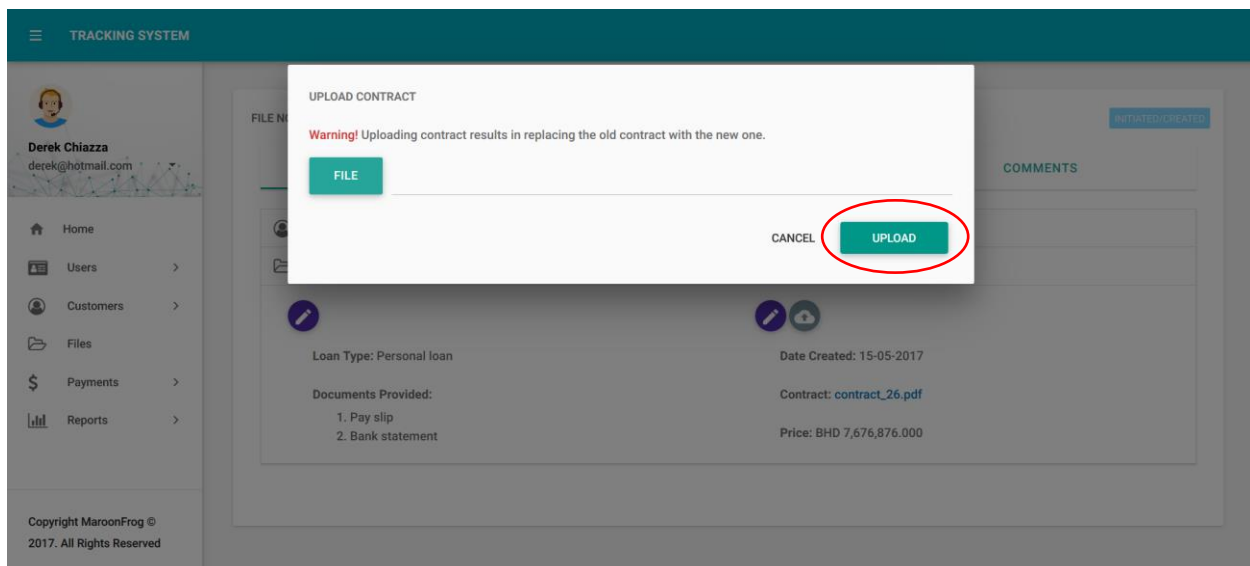 TRACKING SYSTEM
Derek Chiazza
derek@hotmail.com
Home
Users
Customers
Files
Payments
Reports
Copyright MaroonFrog ©
2017. All Rights Reserved
UPLOAD CONTRACT
Warning! Uploading contract results in replacing the old contract with the new one.
FILE
CANCEL
UPLOAD
FILE
INITIATED/CREATED
COMMENTS
Loan Type: Personal loan
Documents Provided:
1. Pay slip
2. Bank statement
Date Created: 15-05-2017
Contract: contract_26.pdf
Price: BHD 7,676,876.000